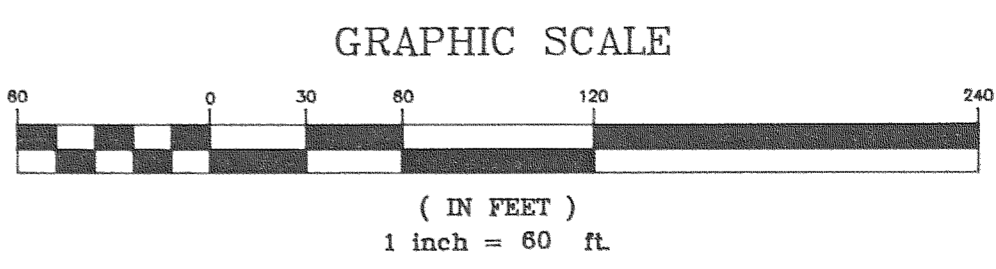 GRAPHIC SCALE
60 0 30 60 120 240
( IN FEET )
1 inch = 60 ft.